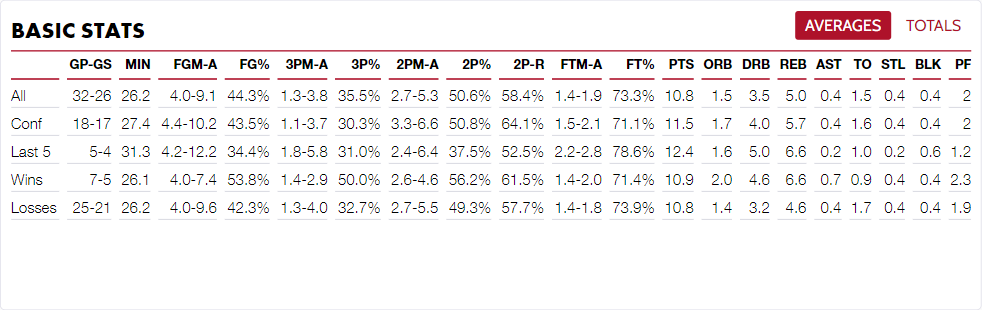 BASIC STATS AVERAGES TOTALS
GP-GS MIN FGM-A FG% 3PM-A 3P% 2PM-A 2P% 2P-R FTM-A FT% PTS ORB DRB REB AST TO STL BLK PF
All 32-26 26.2 4.0-9.1 44.3% 1.3-3.8 35.5% 2.7-5.3 50.6% 58.4% 1.4-1.9 73.3% 10.8 1.5 3.5 5.0 0.4 1.5 0.4 0.4 2
Conf 18-17 27.4 4.4-10.2 43.5% 1.1-3.7 30.3% 3.3-6.6 50.8% 64.1% 1.5-2.1 71.1% 11.5 1.7 4.0 5.7 0.4 1.6 0.4 0.4 2
Last 5 5-4 31.3 4.2-12.2 34.4% 1.8-5.8 31.0% 2.4-6.4 37.5% 52.5% 2.2-2.8 78.6% 12.4 1.6 5.0 6.6 0.2 1.0 0.2 0.6 1.2
Wins 7-5 26.1 4.0-7.4 53.8% 1.4-2.9 50.0% 2.6-4.6 56.2% 61.5% 1.4-2.0 71.4% 10.9 2.0 4.6 6.6 0.7 0.9 0.4 0.4 2.3
Losses 25-21 26.2 4.0-9.6 42.3% 1.3-4.0 32.7% 2.7-5.5 49.3% 57.7% 1.4-1.8 73.9% 10.8 1.4 3.2 4.6 0.4 1.7 0.4 0.4 1.9